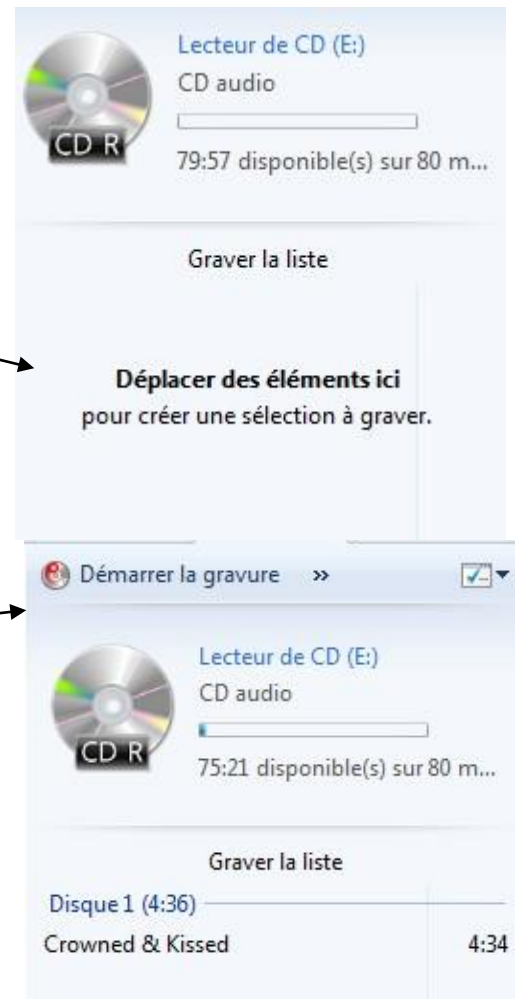 Lecteur de CD (E:)
CD audio
79:57 disponible(s) sur 80 m...
CD R
Graver la liste
Déplacer des éléments ici
pour créer une sélection à graver.
Démarrer la gravure »
Lecteur de CD (E:)
CD audio
75:21 disponible(s) sur 80 m...
CD R
Graver la liste
Disque 1 (4:36)
Crowned & Kissed 4:34